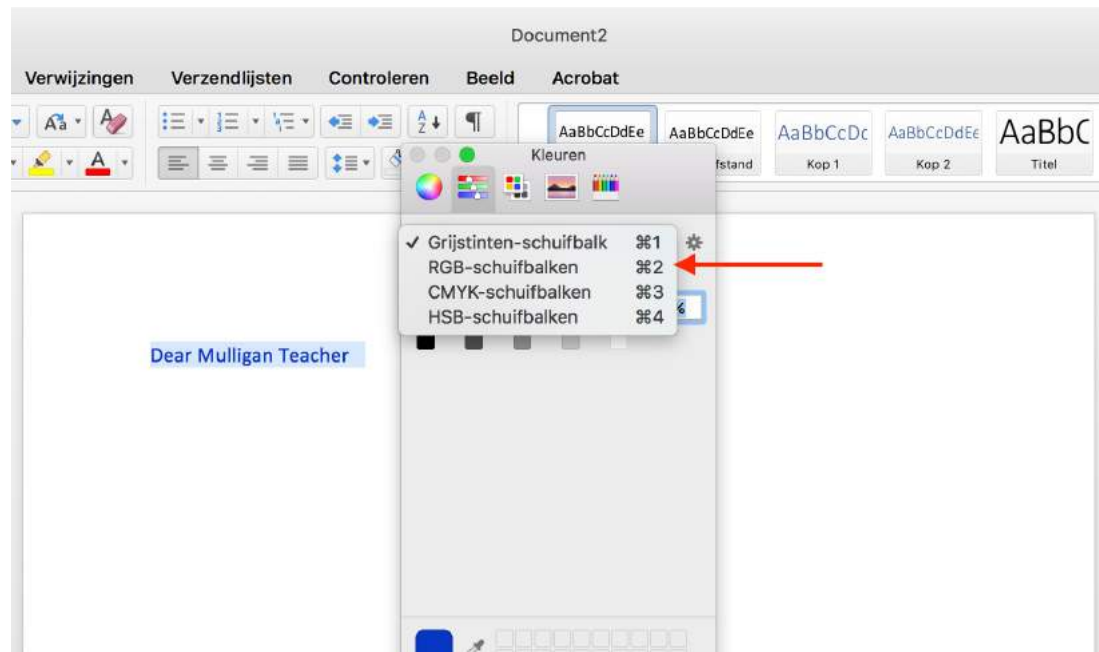 Document2
Verwijzingen Verzendlijsten Controleren Beeld Acrobat
AaBbCcDdEe AaBbCcDdEe AaBbCcDc AaBbCcDdEe AaBbC
Kleuren
fstand Kop 1 Kop 2 Titel
✓ Grijstinten-schuifbalk ⌘1
RGB-schuifbalken ⌘2
CMYK-schuifbalken ⌘3
HSB-schuifbalken ⌘4
%
Dear Mulligan Teacher